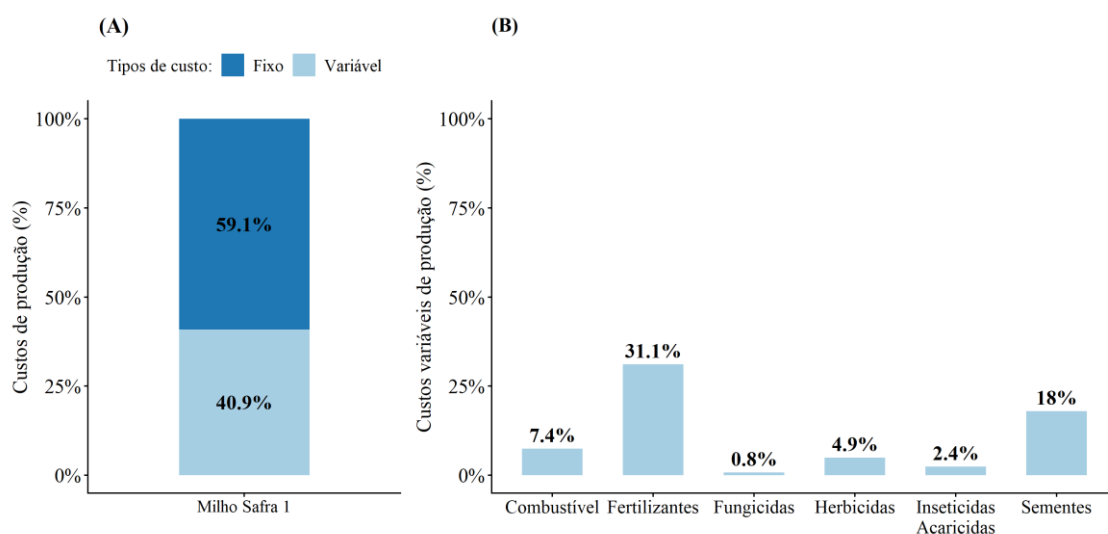 (A)
Tipos de custo: Fixo Variável
Custos de produção (%)
100%
75%
50%
25%
0%
59.1%
40.9%
Milho Safra 1
(B)
Custos variáveis de produção (%)
100%
75%
50%
25%
0%
7.4%
31.1%
0.8%
4.9%
2.4%
18%
Combustível Fertilizantes Fungicidas Herbicidas Inseticidas Sementes
Acaricidas